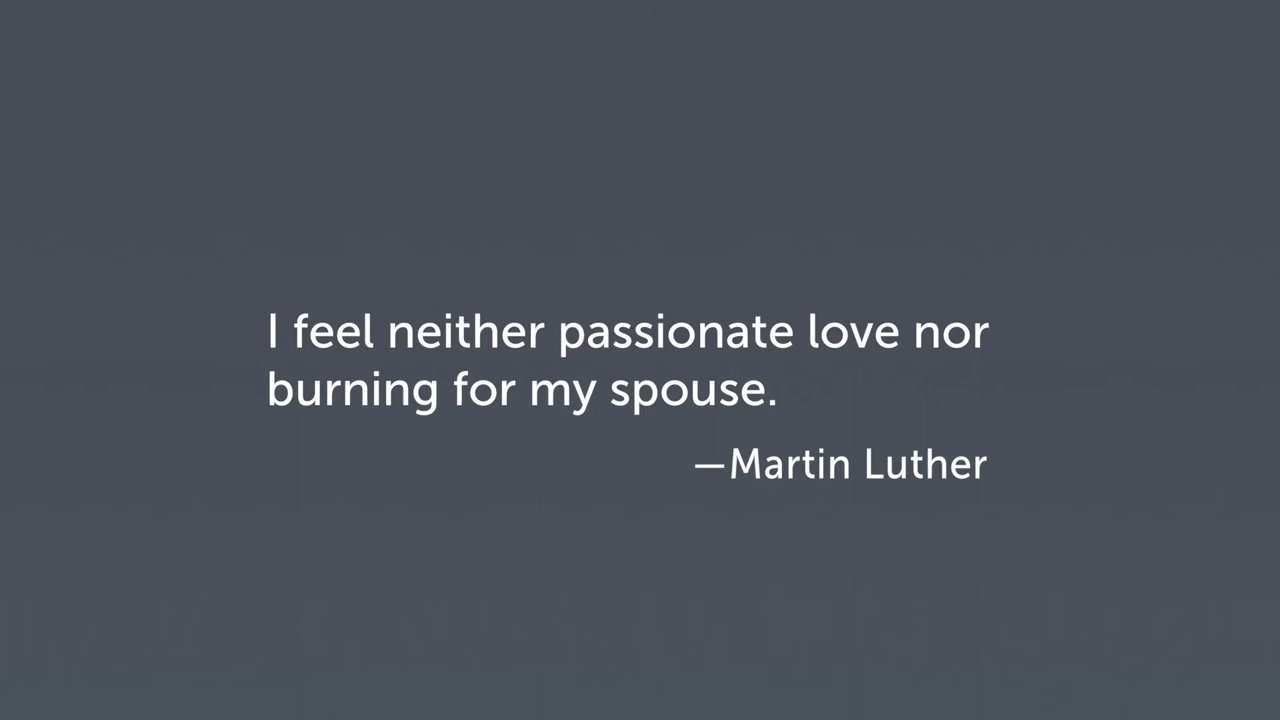 I feel neither passionate love nor
burning for my spouse.
—Martin Luther